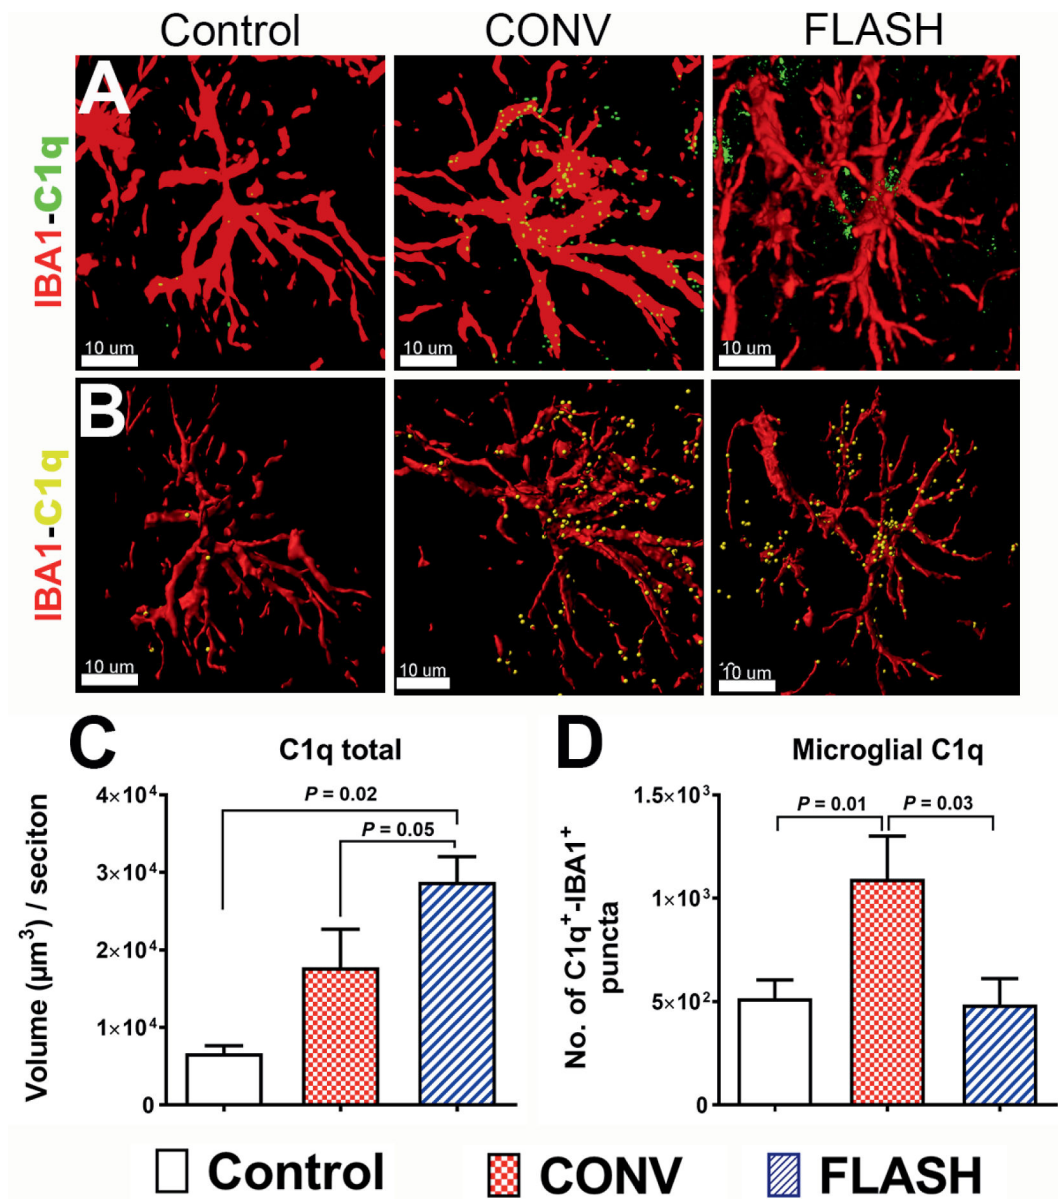 Control CONV FLASH
A
IBA1-C1q
10 um 10 um 10 um
B
IBA1-C1q
10 um 10 um 10 um
C
C1q total
4×10⁴
3×10⁴
2×10⁴
1×10⁴
0
Volume (µm³) / seciton
P = 0.02
P = 0.05
D
Microglial C1q
1.5×10³
1×10³
5×10²
0
No. of C1q⁺-IBA1⁺
puncta
P = 0.01 P = 0.03
Control CONV FLASH